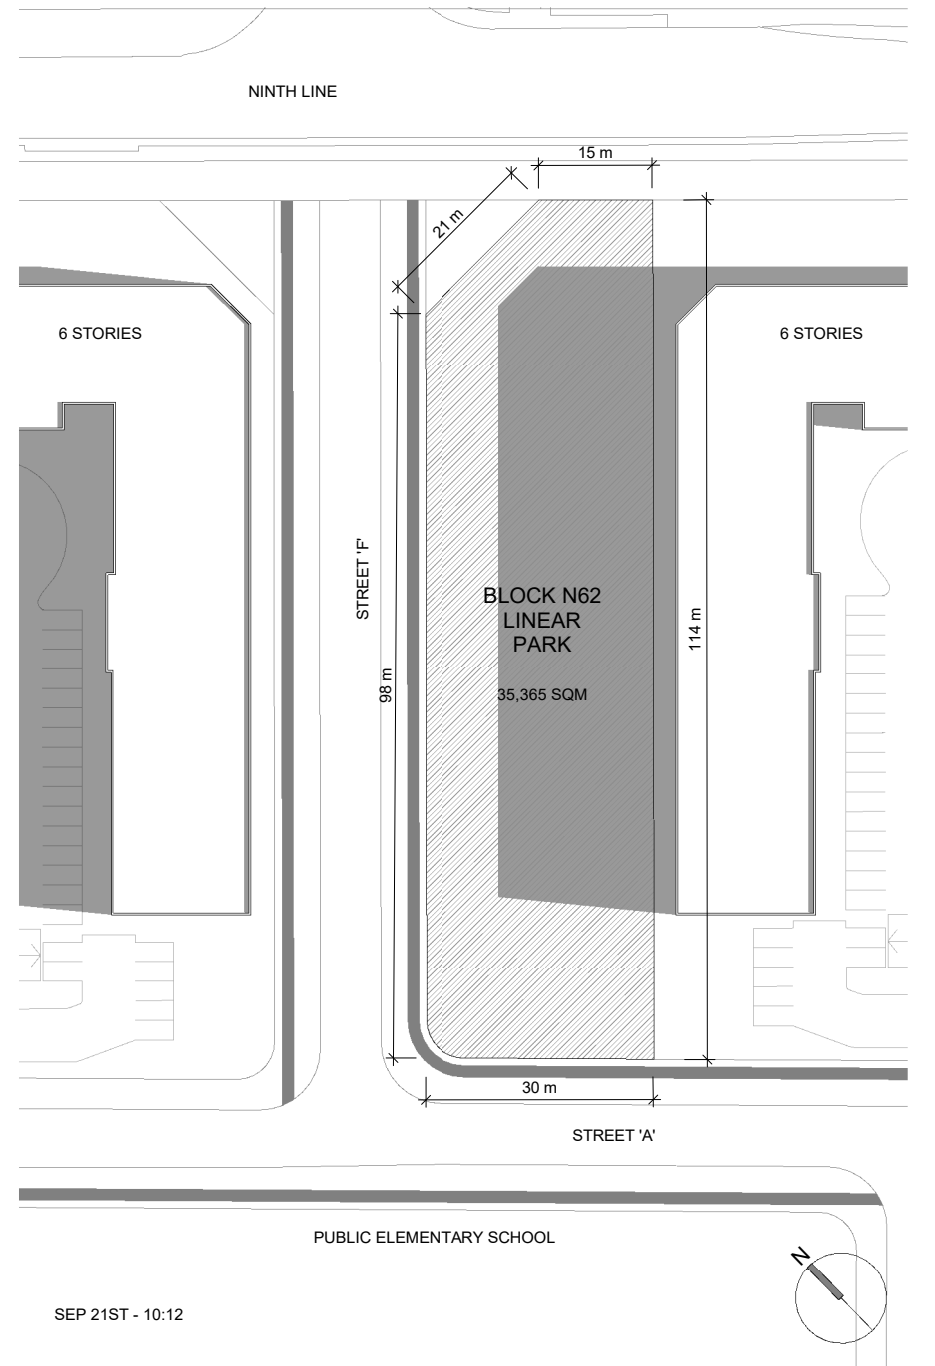 NINTH LINE
15 m
21 m
6 STORIES
6 STORIES
STREET 'F'
BLOCK N62
LINEAR
PARK
114 m
98 m
35,365 SQM
30 m
STREET 'A'
PUBLIC ELEMENTARY SCHOOL
N
SEP 21ST - 10:12